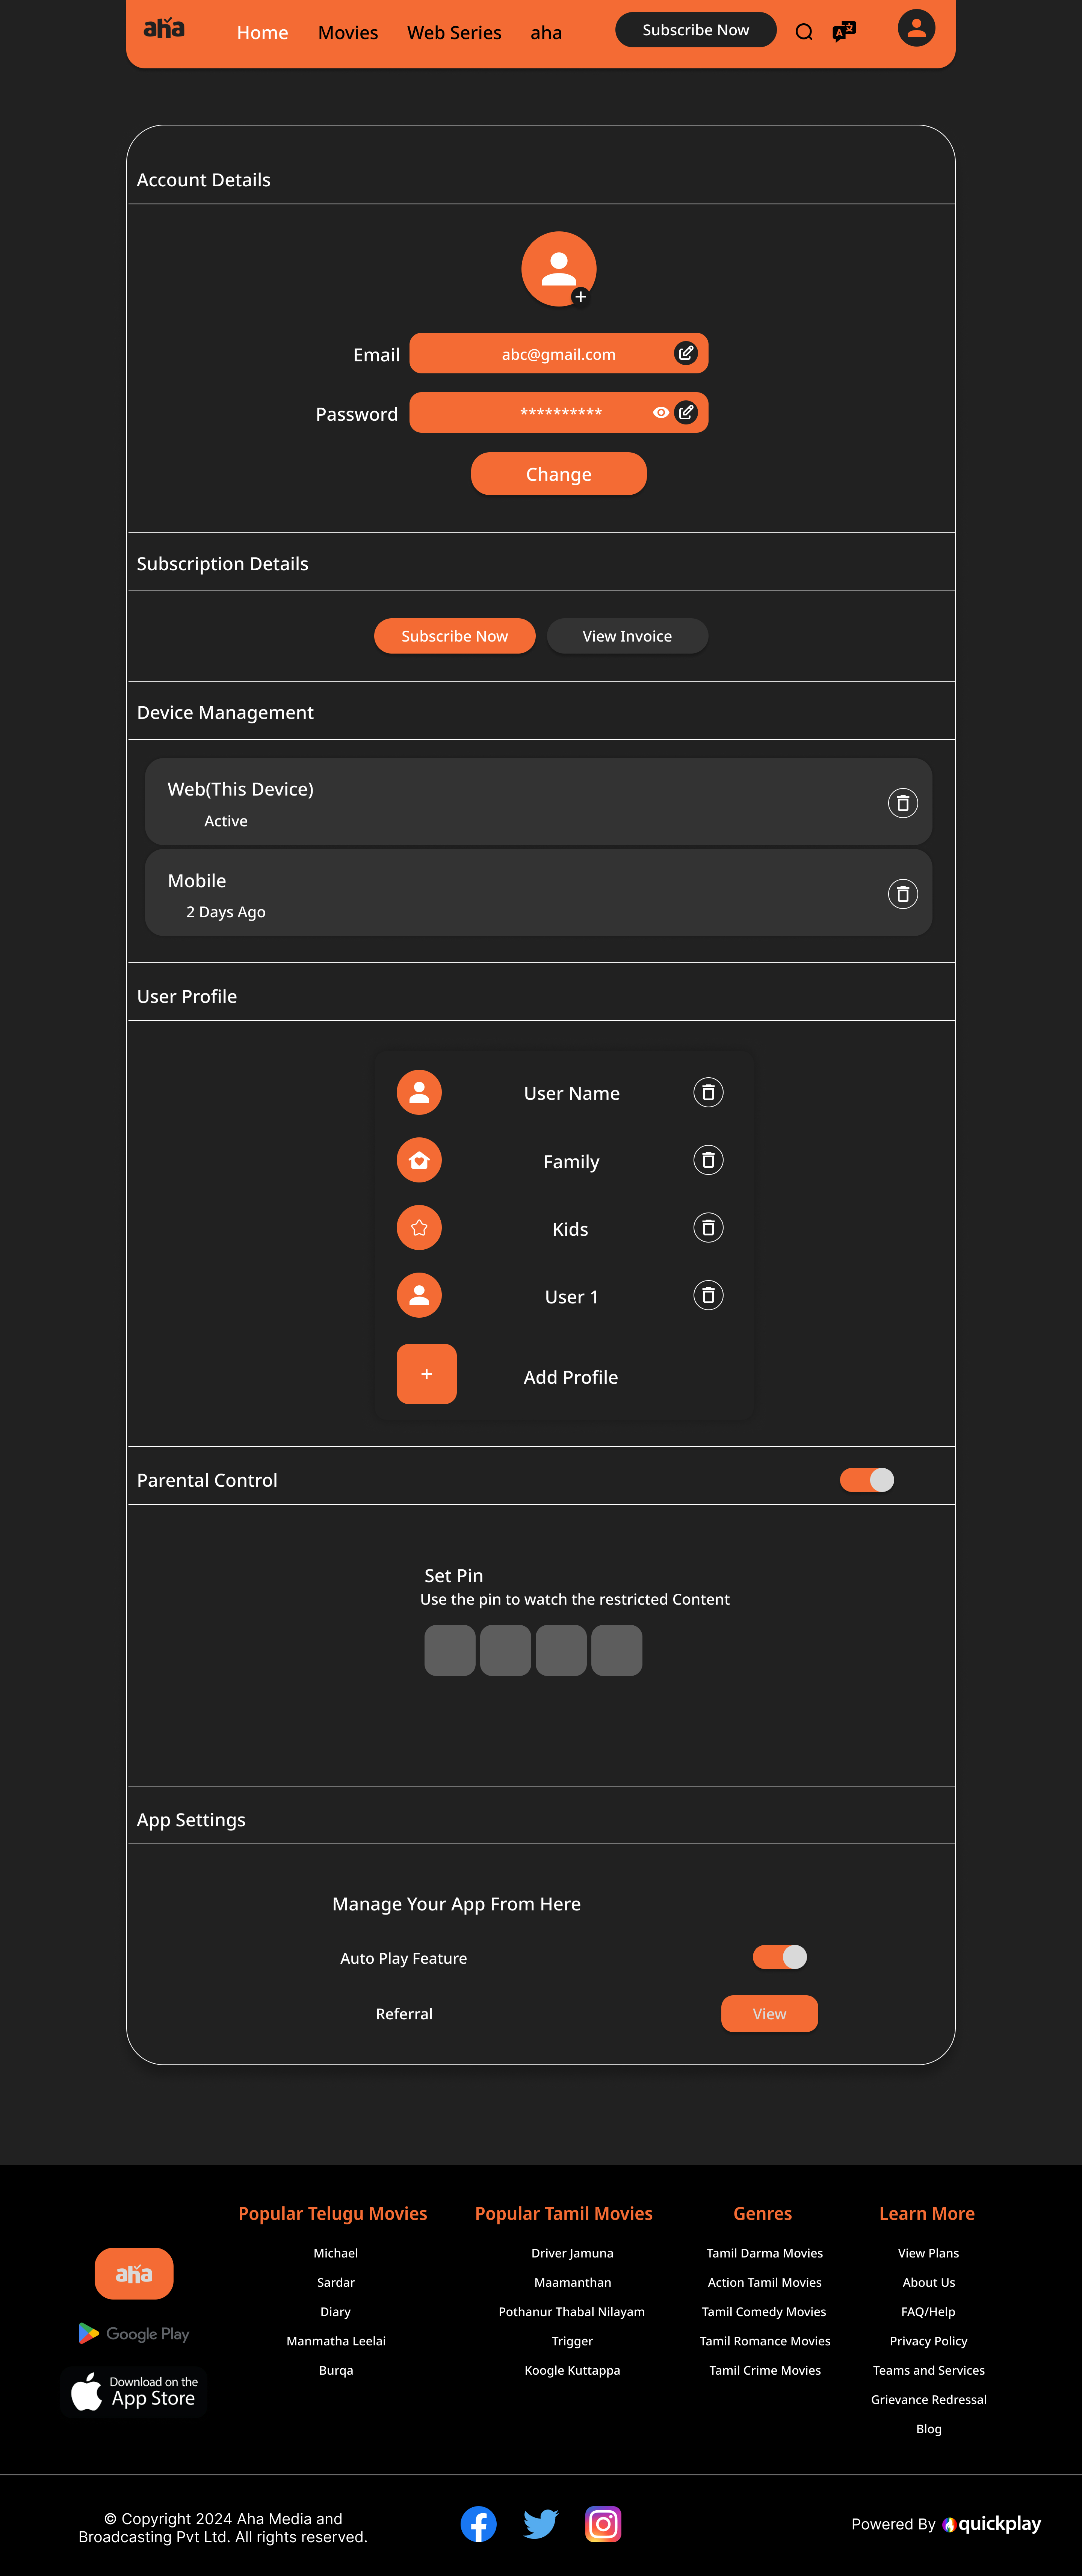 aha
Home
Movies
Web Series
aha
Subscribe Now
Account Details
Email
abc@gmail.com
Password
**********
Change
Subscription Details
Subscribe Now
View Invoice
Device Management
Web(This Device)
Active
Mobile
2 Days Ago
User Profile
User Name
Family
Kids
User 1
+
Add Profile
Parental Control
Set Pin
Use the pin to watch the restricted Content
App Settings
Manage Your App From Here
Auto Play Feature
Referral
View
aha
Google Play
Download on the
App Store
Popular Telugu Movies
Michael
Sardar
Diary
Manmatha Leelai
Burqa
Popular Tamil Movies
Driver Jamuna
Maamanthan
Pothanur Thabal Nilayam
Trigger
Koogle Kuttappa
Genres
Tamil Darma Movies
Action Tamil Movies
Tamil Comedy Movies
Tamil Romance Movies
Tamil Crime Movies
Learn More
View Plans
About Us
FAQ/Help
Privacy Policy
Teams and Services
Grievance Redressal
Blog
© Copyright 2024 Aha Media and
Broadcasting Pvt Ltd. All rights reserved.
Powered By quickplay